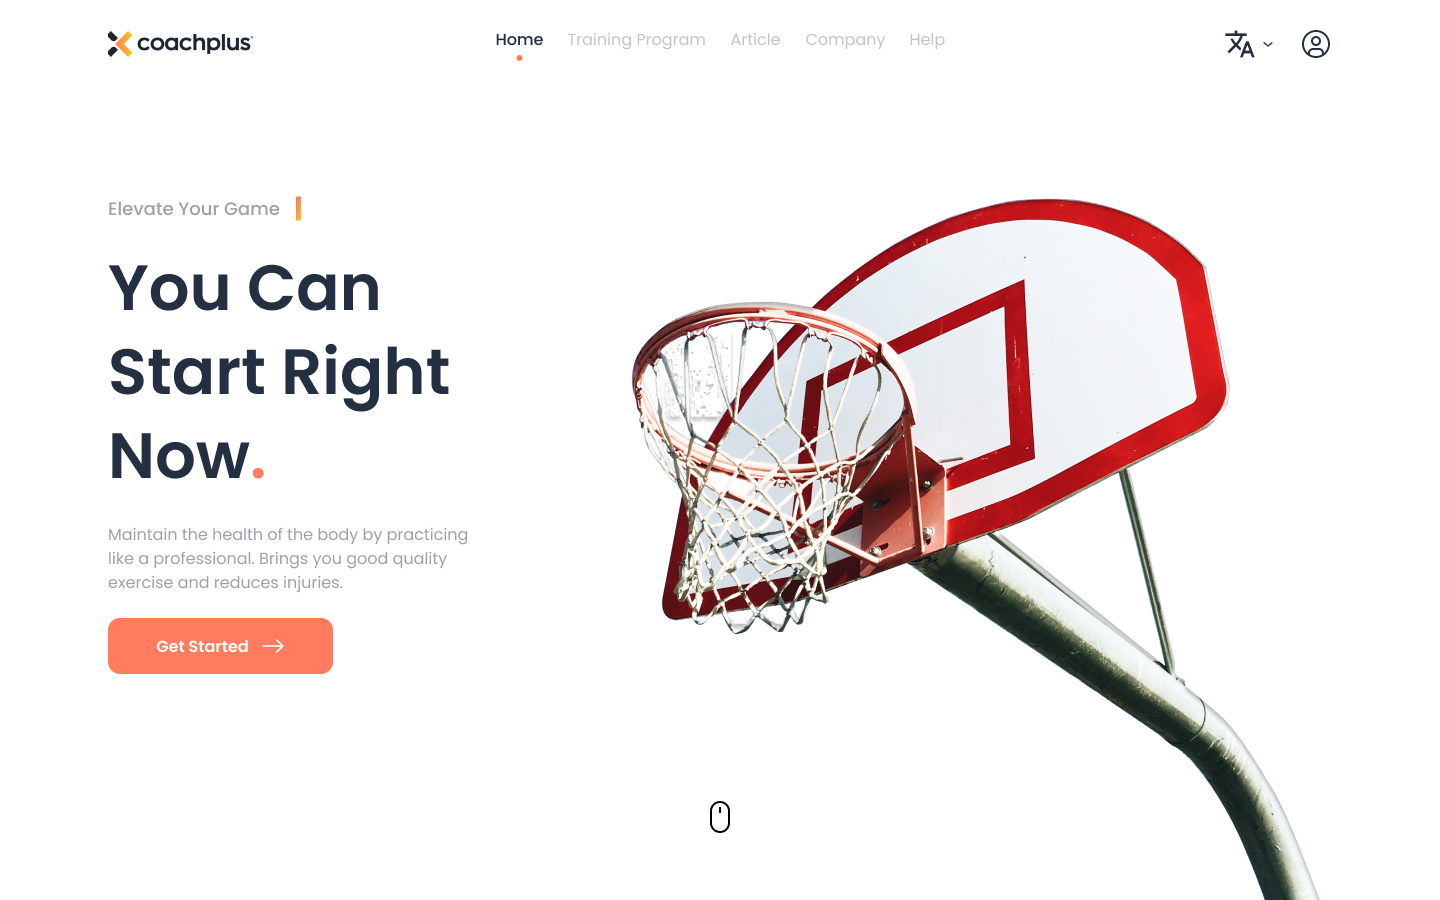 coachplus
Home
Training Program
Article
Company
Help
Elevate Your Game
You Can
Start Right
Now.
Maintain the health of the body by practicing
like a professional. Brings you good quality
exercise and reduces injuries.
Get Started